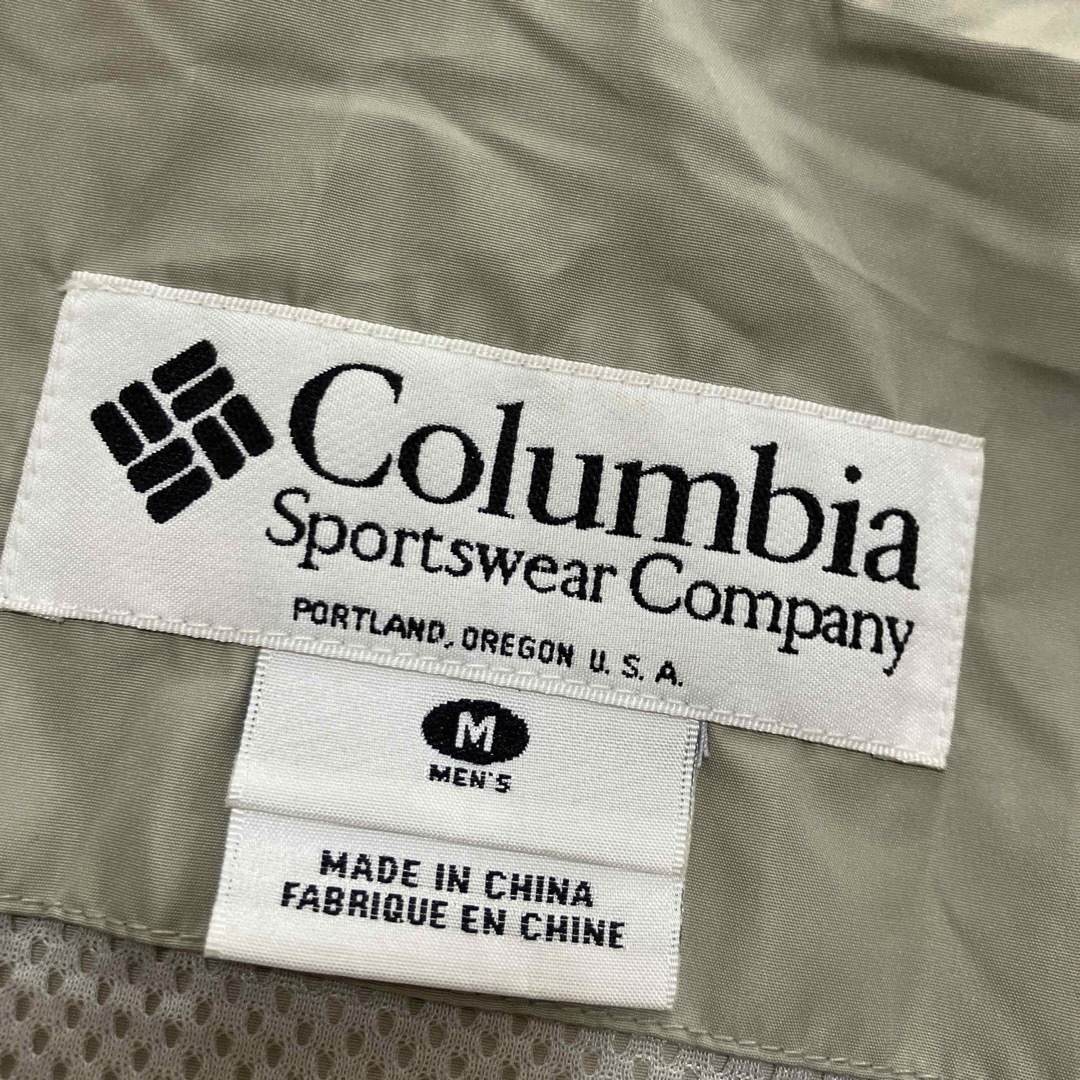 Columbia
Sportswear Company
PORTLAND, OREGON U. S. A.
M
MEN'S
MADE IN CHINA
FABRIQUE EN CHINE